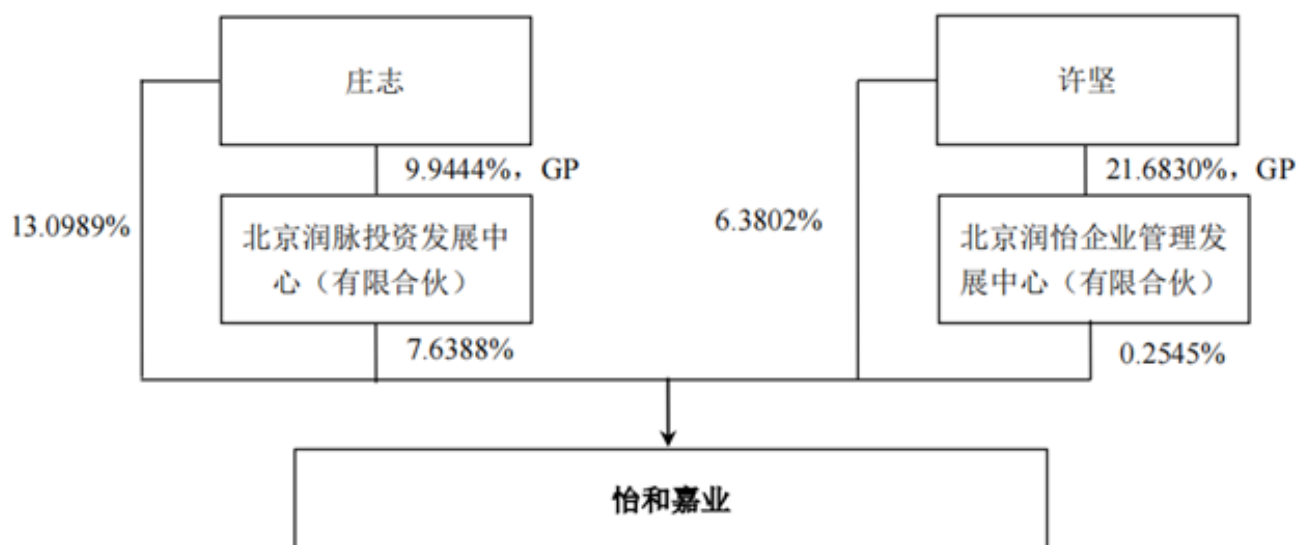 庄志
许坚
9.9444%，GP
21.6830%，GP
13.0989%
北京润脉投资发展中
心（有限合伙）
6.3802%
北京润怡企业管理发
展中心（有限合伙）
7.6388%
0.2545%
怡和嘉业